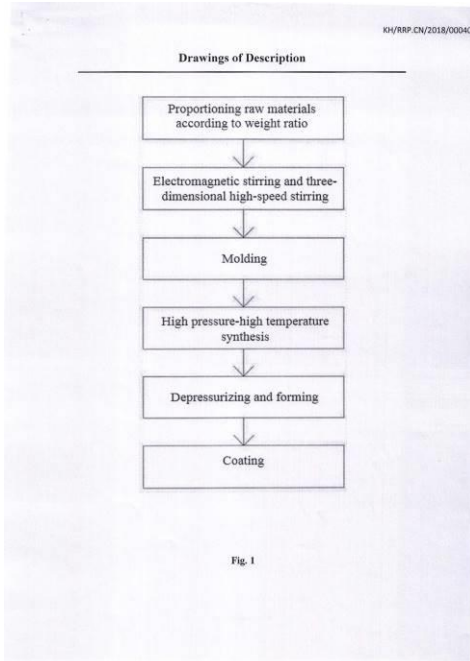 KH/RRP.CN/2018/00040
Drawings of Description
Proportioning raw materials
according to weight ratio
Electromagnetic stirring and three-
dimensional high-speed stirring
Molding
High pressure-high temperature
synthesis
Depressurizing and forming
Coating
Fig. 1